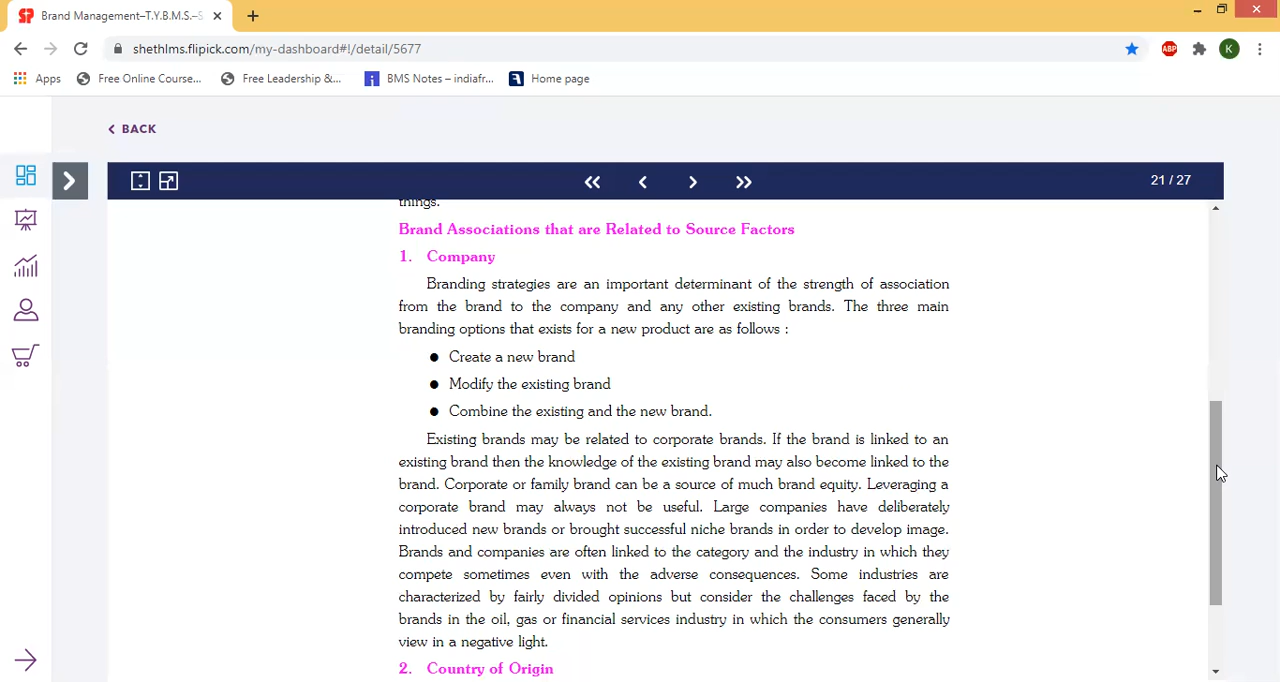 Brand Management–T.Y.B.M.S.–S
shethlms.flipick.com/my-dashboard#!/detail/5677
ABP
K
Apps
Free Online Course...
Free Leadership &...
BMS Notes – indiafr...
Home page
BACK
21 / 27
things.
Brand Associations that are Related to Source Factors
1. Company
Branding strategies are an important determinant of the strength of association
from the brand to the company and any other existing brands. The three main
branding options that exists for a new product are as follows :
● Create a new brand
● Modify the existing brand
● Combine the existing and the new brand.
Existing brands may be related to corporate brands. If the brand is linked to an
existing brand then the knowledge of the existing brand may also become linked to the
brand. Corporate or family brand can be a source of much brand equity. Leveraging a
corporate brand may always not be useful. Large companies have deliberately
introduced new brands or brought successful niche brands in order to develop image.
Brands and companies are often linked to the category and the industry in which they
compete sometimes even with the adverse consequences. Some industries are
characterized by fairly divided opinions but consider the challenges faced by the
brands in the oil, gas or financial services industry in which the consumers generally
view in a negative light.
2. Country of Origin